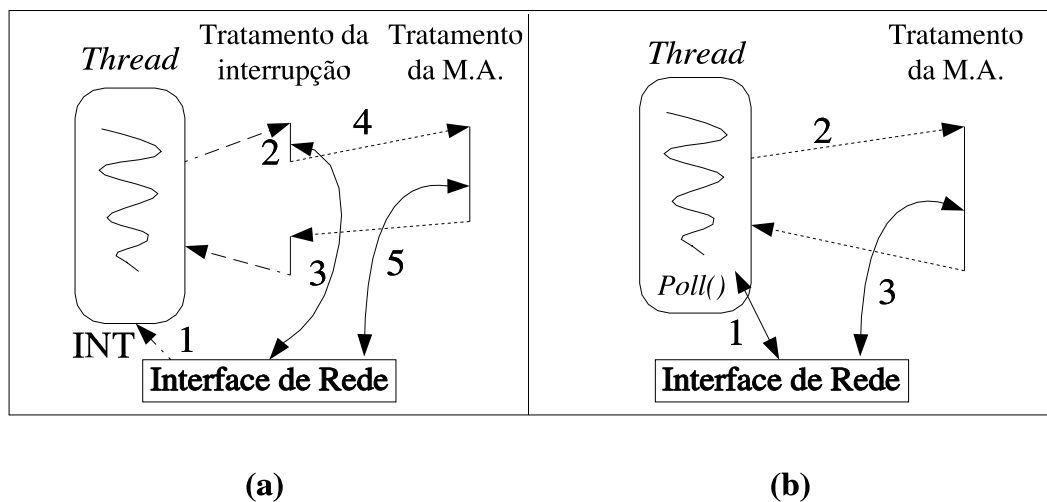 Thread
Tratamento da
interrupção
Tratamento
da M.A.
2
4
3
5
INT
1
Interface de Rede
(a)
Thread
Tratamento
da M.A.
2
Poll()
1
3
Interface de Rede
(b)